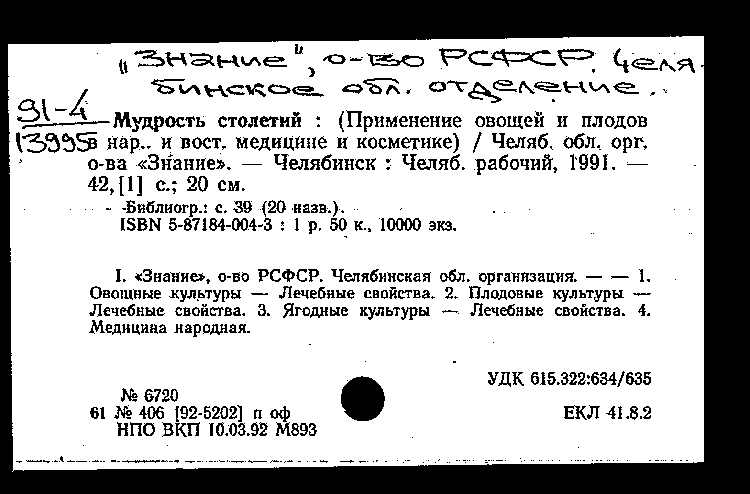 „Знание", о-во РСФСР. Челя-
бинское обл. отделение.
91-4
13995
Мудрость столетий : (Применение овощей и плодов
в нар.. и вост. медицине и косметике) / Челяб. обл. орг.
о-ва «Знание». — Челябинск : Челяб. рабочий, 1991. —
42, [1] с.; 20 см.
Библиогр.: с. 39 (20 назв.).
ISBN 5-87184-004-3 : 1 р. 50 к., 10000 экз.
I. «Знание», о-во РСФСР. Челябинская обл. организация. — — 1.
Овощные культуры — Лечебные свойства. 2. Плодовые культуры —
Лечебные свойства. 3. Ягодные культуры — Лечебные свойства. 4.
Медицина народная.
УДК 615.322:634/635
№ 6720
61 № 406 [92-5202] п оф
ЕКЛ 41.8.2
НПО ВКП 10.03.92 М893